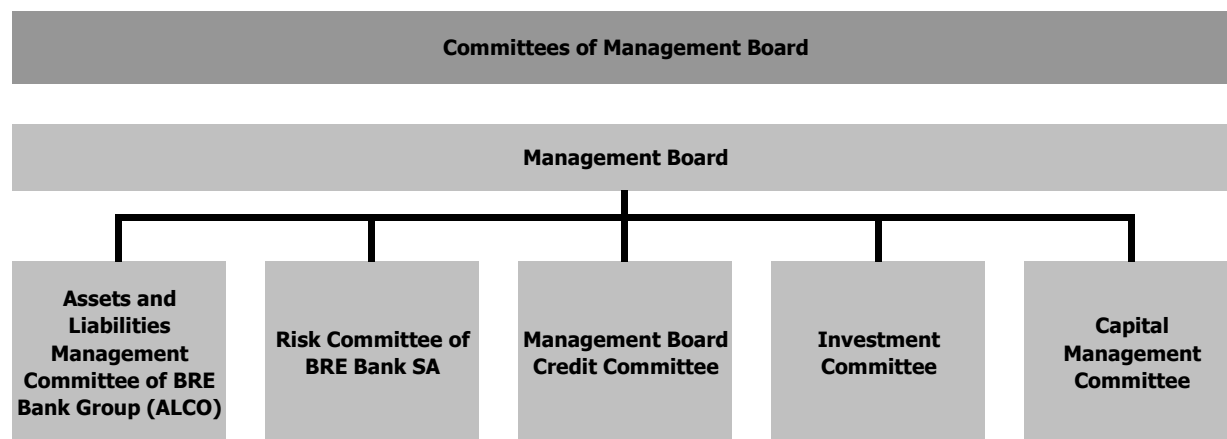 Committees of Management Board
Management Board
Assets and
Liabilities
Management
Committee of BRE
Bank Group (ALCO)
Risk Committee of
BRE Bank SA
Management Board
Credit Committee
Investment
Committee
Capital
Management
Committee